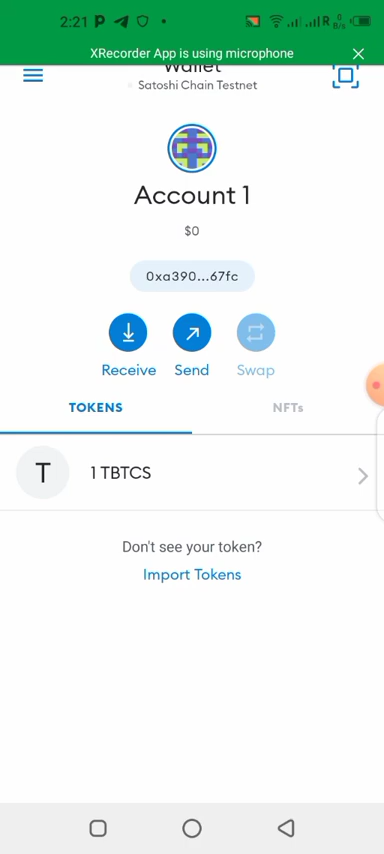 2:21 P R 0 B/s
XRecorder App is using microphone
Wallet
Satoshi Chain Testnet
Account 1
$0
0xa390...67fc
Receive Send Swap
TOKENS NFTs
T 1 TBTCS
Don't see your token?
Import Tokens